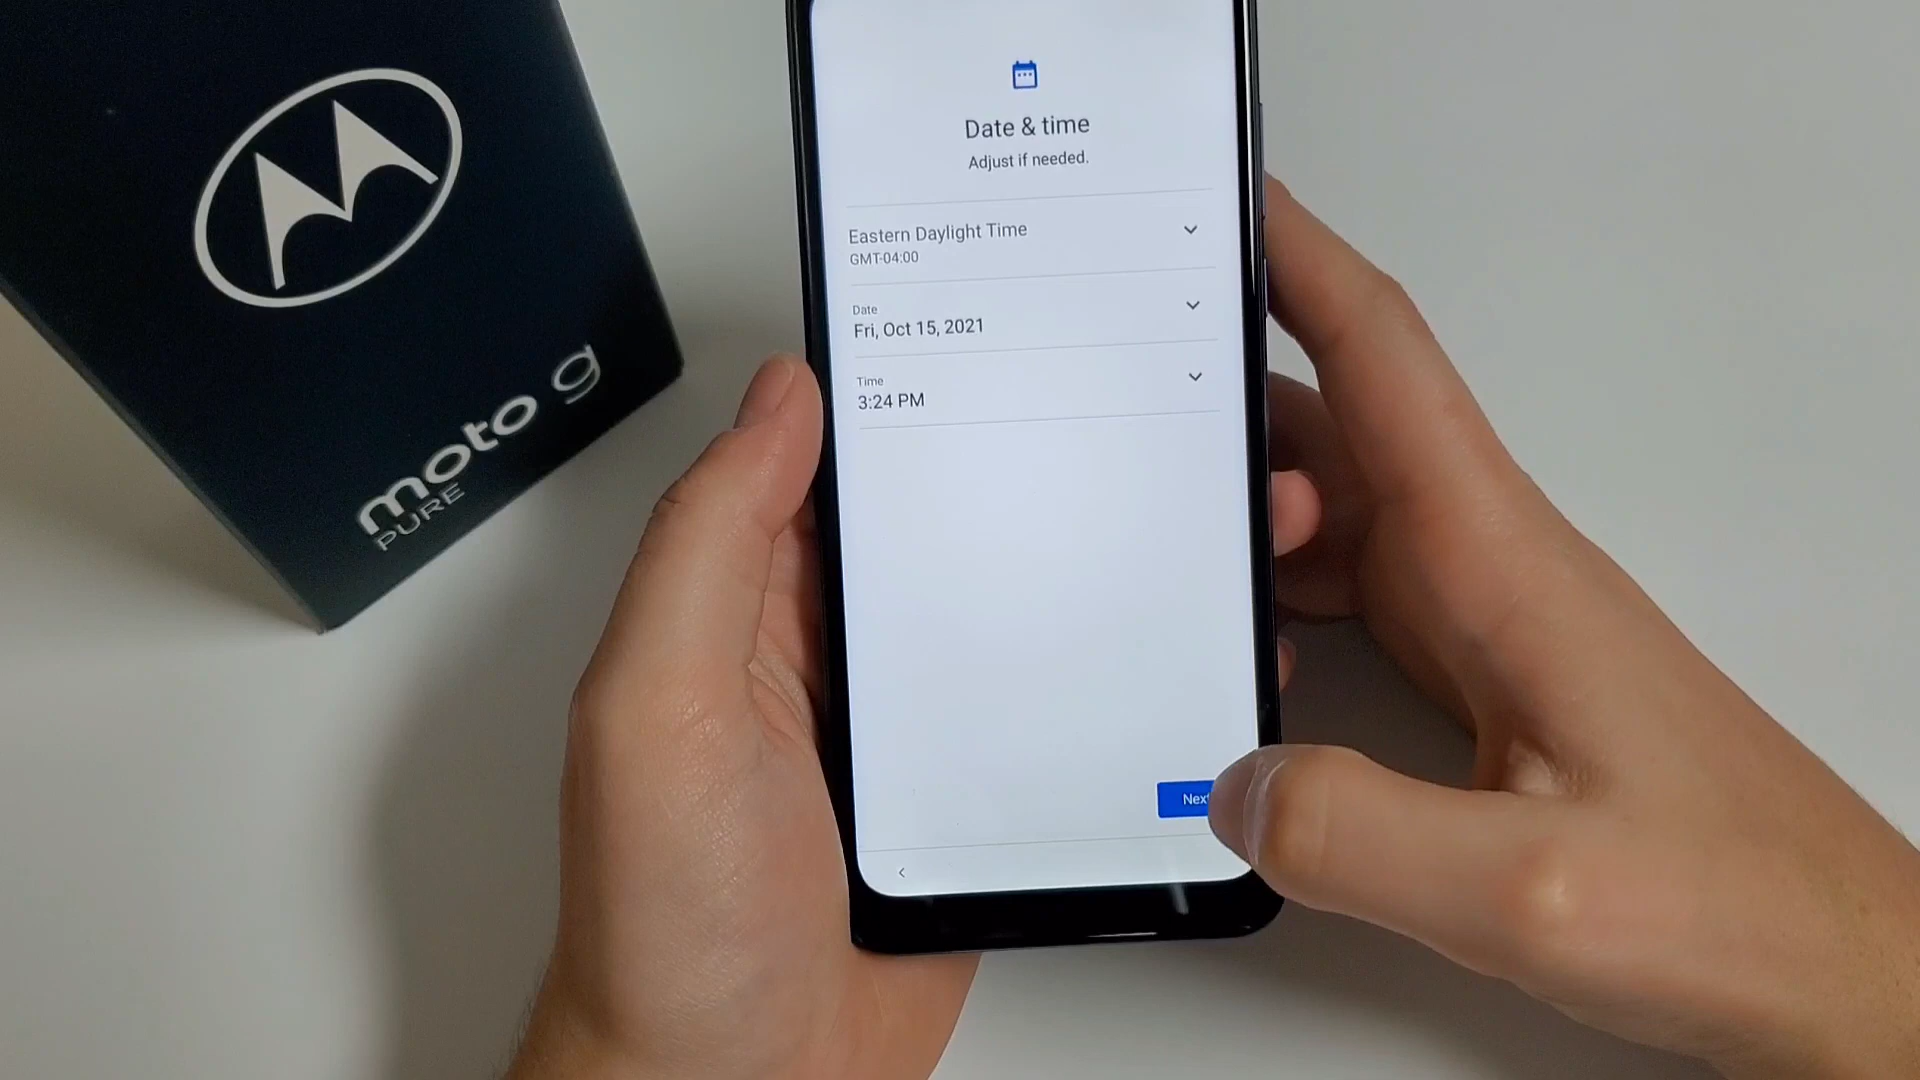 moto g
PURE
Date & time
Adjust if needed.
Eastern Daylight Time
GMT-04:00
Date
Fri, Oct 15, 2021
Time
3:24 PM
Next